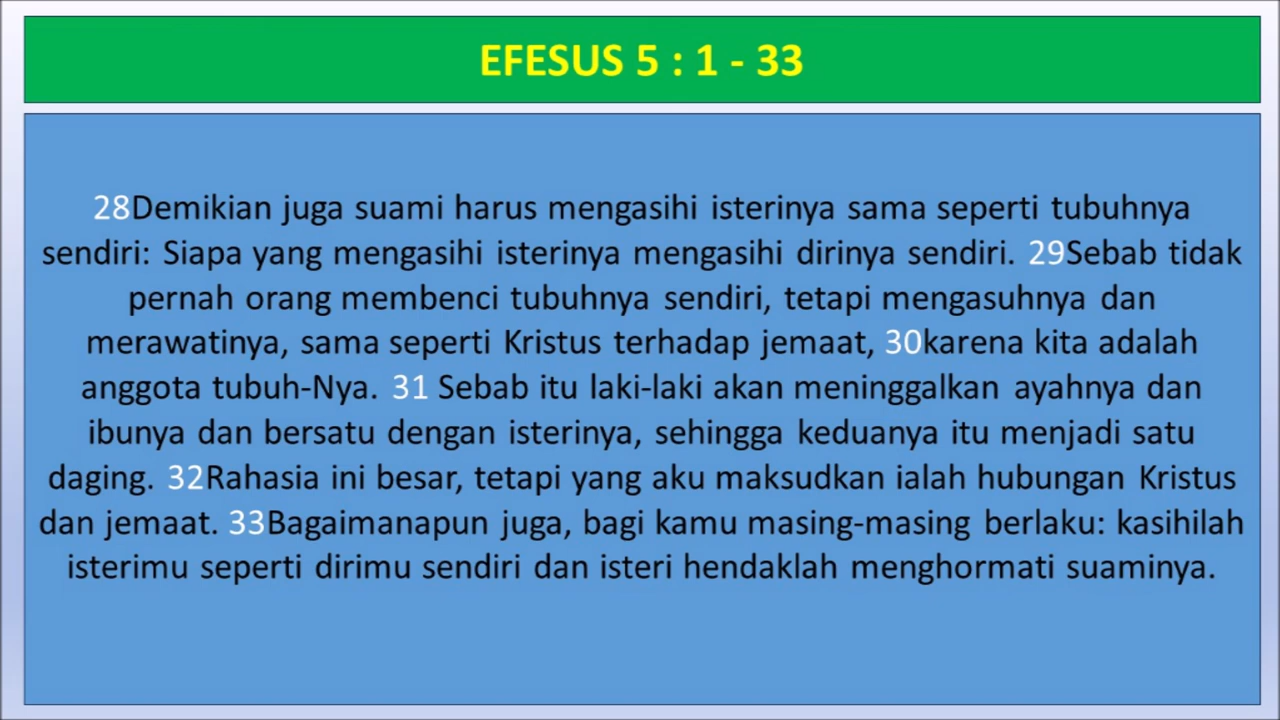 EFESUS 5 : 1 - 33
28Demikian juga suami harus mengasihi isterinya sama seperti tubuhnya
sendiri: Siapa yang mengasihi isterinya mengasihi dirinya sendiri. 29Sebab tidak
pernah orang membenci tubuhnya sendiri, tetapi mengasuhnya dan
merawatinya, sama seperti Kristus terhadap jemaat, 30karena kita adalah
anggota tubuh-Nya. 31 Sebab itu laki-laki akan meninggalkan ayahnya dan
ibunya dan bersatu dengan isterinya, sehingga keduanya itu menjadi satu
daging. 32Rahasia ini besar, tetapi yang aku maksudkan ialah hubungan Kristus
dan jemaat. 33Bagaimanapun juga, bagi kamu masing-masing berlaku: kasihilah
isterimu seperti dirimu sendiri dan isteri hendaklah menghormati suaminya.